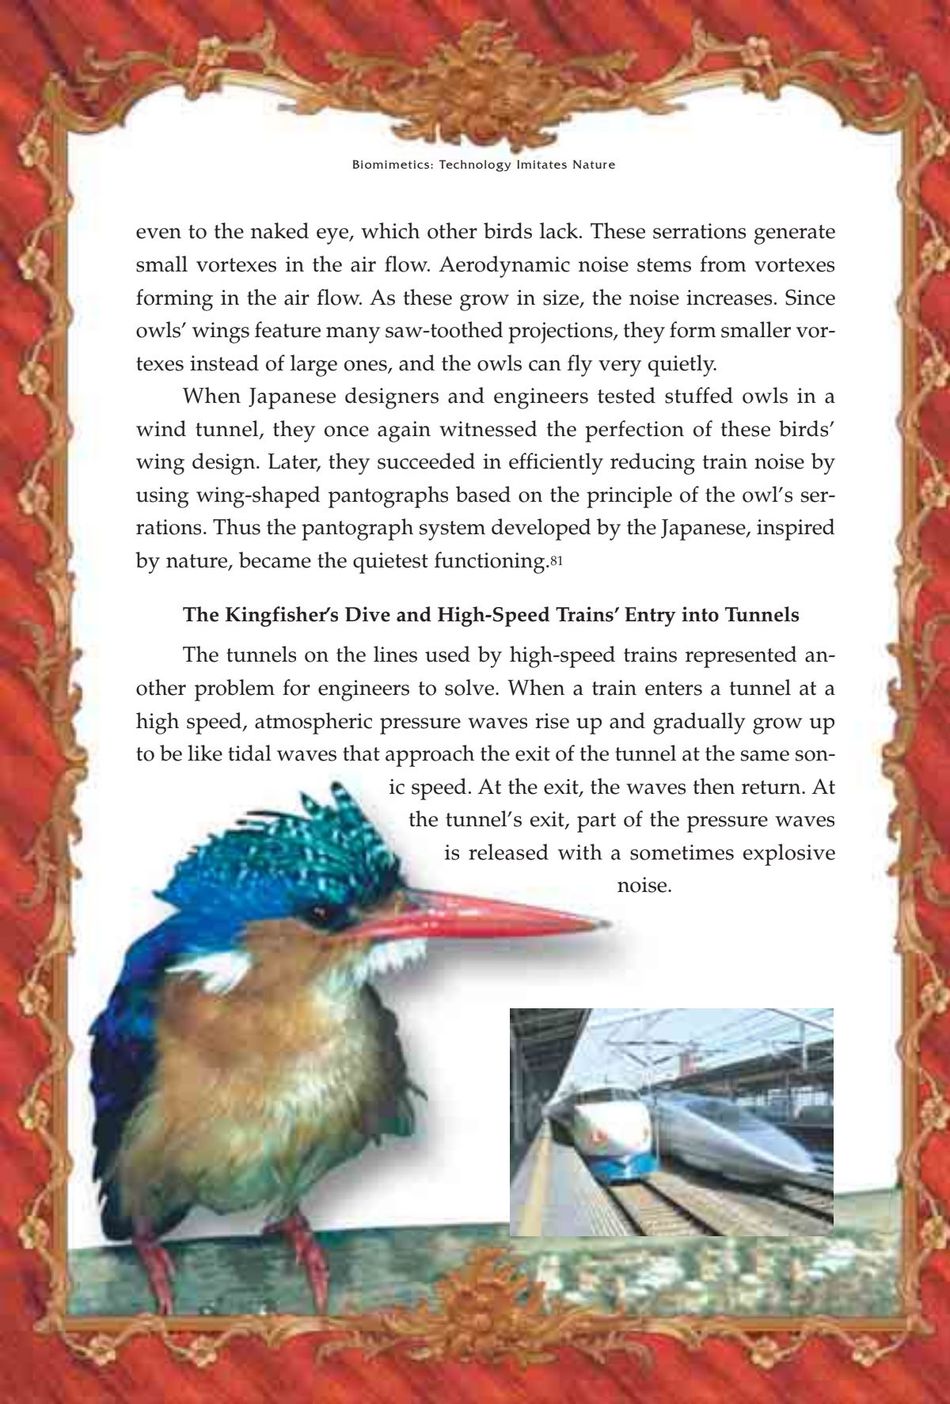 Biomimetics: Technology Imitates Nature
even to the naked eye, which other birds lack. These serrations generate
small vortexes in the air flow. Aerodynamic noise stems from vortexes
forming in the air flow. As these grow in size, the noise increases. Since
owls’ wings feature many saw-toothed projections, they form smaller vor-
texes instead of large ones, and the owls can fly very quietly.
When Japanese designers and engineers tested stuffed owls in a
wind tunnel, they once again witnessed the perfection of these birds’
wing design. Later, they succeeded in efficiently reducing train noise by
using wing-shaped pantographs based on the principle of the owl’s ser-
rations. Thus the pantograph system developed by the Japanese, inspired
by nature, became the quietest functioning.81
The Kingfisher’s Dive and High-Speed Trains’ Entry into Tunnels
The tunnels on the lines used by high-speed trains represented an-
other problem for engineers to solve. When a train enters a tunnel at a
high speed, atmospheric pressure waves rise up and gradually grow up
to be like tidal waves that approach the exit of the tunnel at the same son-
ic speed. At the exit, the waves then return. At
the tunnel’s exit, part of the pressure waves
is released with a sometimes explosive
noise.